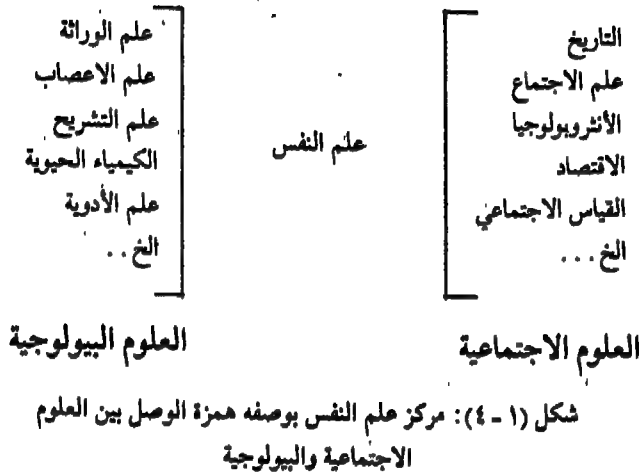 التاريخ
علم الاجتماع
الأنثروبولوجيا
الاقتصاد
القياس الاجتماعي
الخ . . .
العلوم الاجتماعية
علم النفس
علم الوراثة
علم الاعصاب
علم التشريح
الكيمياء الحيوية
علم الأدوية
الخ . .
العلوم البيولوجية
شكل (١ - ٤): مركز علم النفس بوصفه همزة الوصل بين العلوم
الاجتماعية والبيولوجية